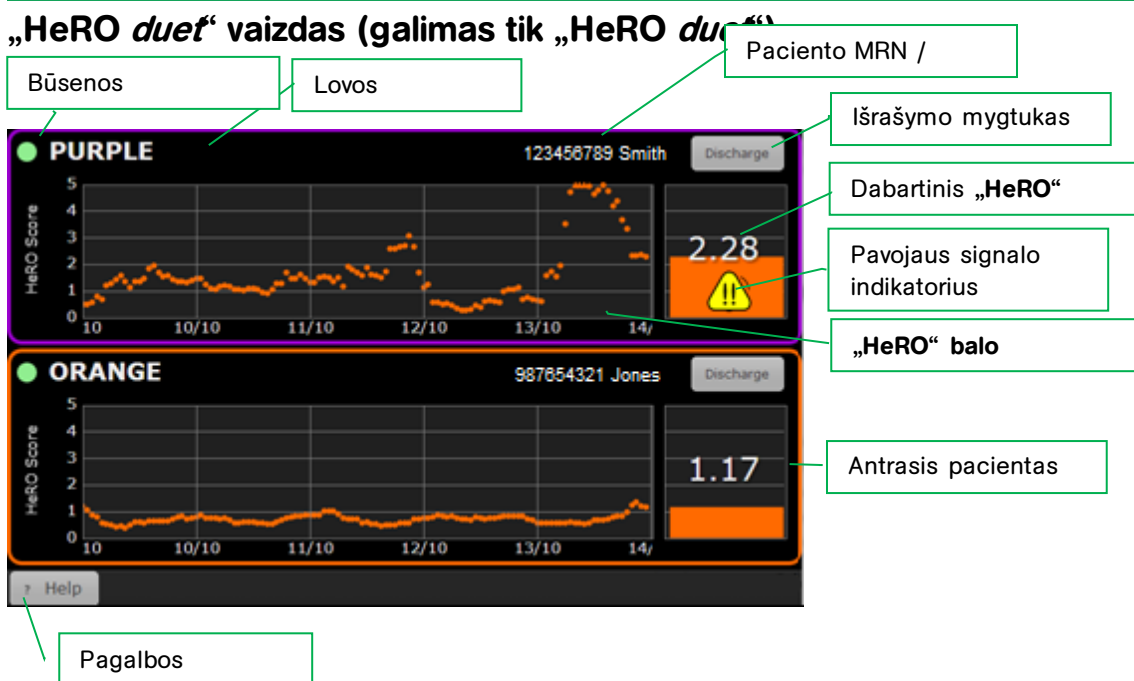 „HeRO duet“ vaizdas (galimas tik „HeRO duet“)
Paciento MRN /
Būsenos
Lovos
Išrašymo mygtukas
PURPLE
123456789 Smith
Discharge
HeRO Score
5
4
3
2
1
0
10
10/10
11/10
12/10
13/10
14/
2.28
Dabartinis „HeRO“
Pavojaus signalo
indikatorius
„HeRO“ balo
ORANGE
987654321 Jones
Discharge
HeRO Score
5
4
3
2
1
0
10
10/10
11/10
12/10
13/10
14/
1.17
Antrasis pacientas
? Help
Pagalbos